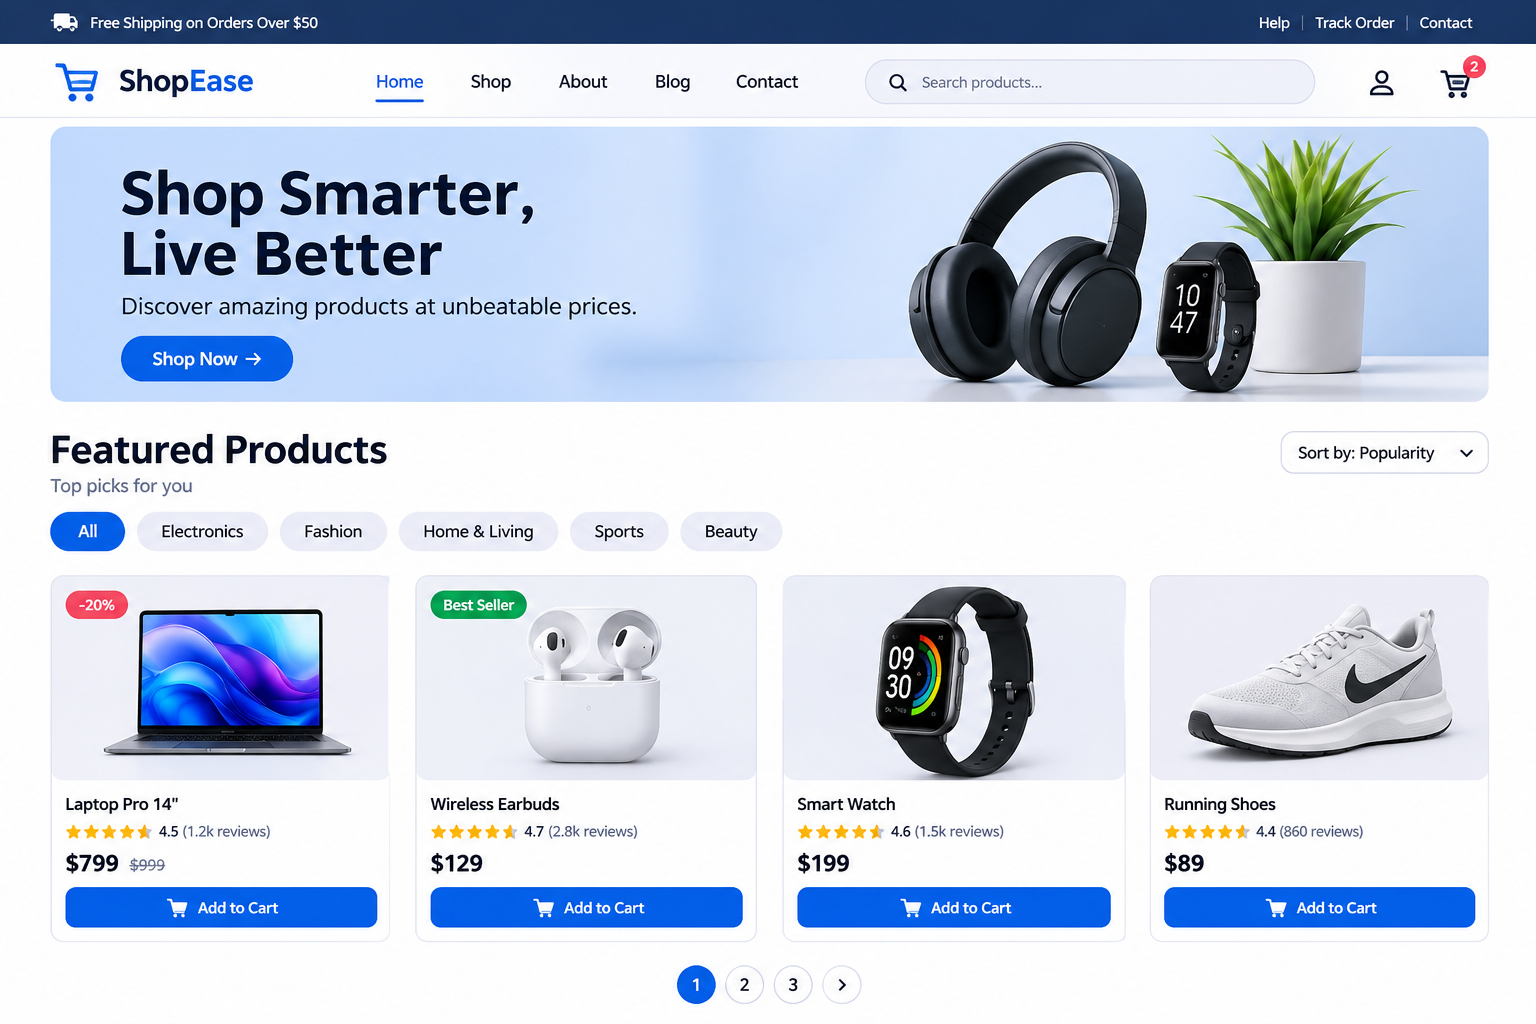 Free Shipping on Orders Over $50
Help | Track Order | Contact
ShopEase
Home Shop About Blog Contact
Search products...
2
Shop Smarter,
Live Better
Discover amazing products at unbeatable prices.
Shop Now →
10
47
Featured Products
Top picks for you
Sort by: Popularity
All Electronics Fashion Home & Living Sports Beauty
-20%
Laptop Pro 14"
4.5 (1.2k reviews)
$799 $999
Add to Cart
Best Seller
Wireless Earbuds
4.7 (2.8k reviews)
$129
Add to Cart
09
30
Smart Watch
4.6 (1.5k reviews)
$199
Add to Cart
Running Shoes
4.4 (860 reviews)
$89
Add to Cart
1 2 3